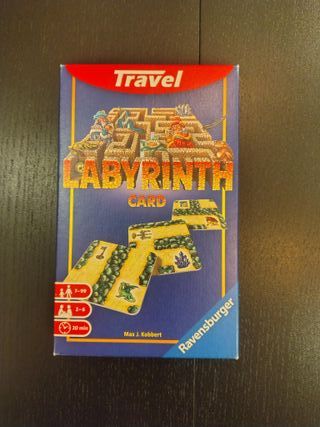 Travel
LABYRINTH
CARD
7-99
2-6
20 min
Max J. Kobbert
Ravensburger